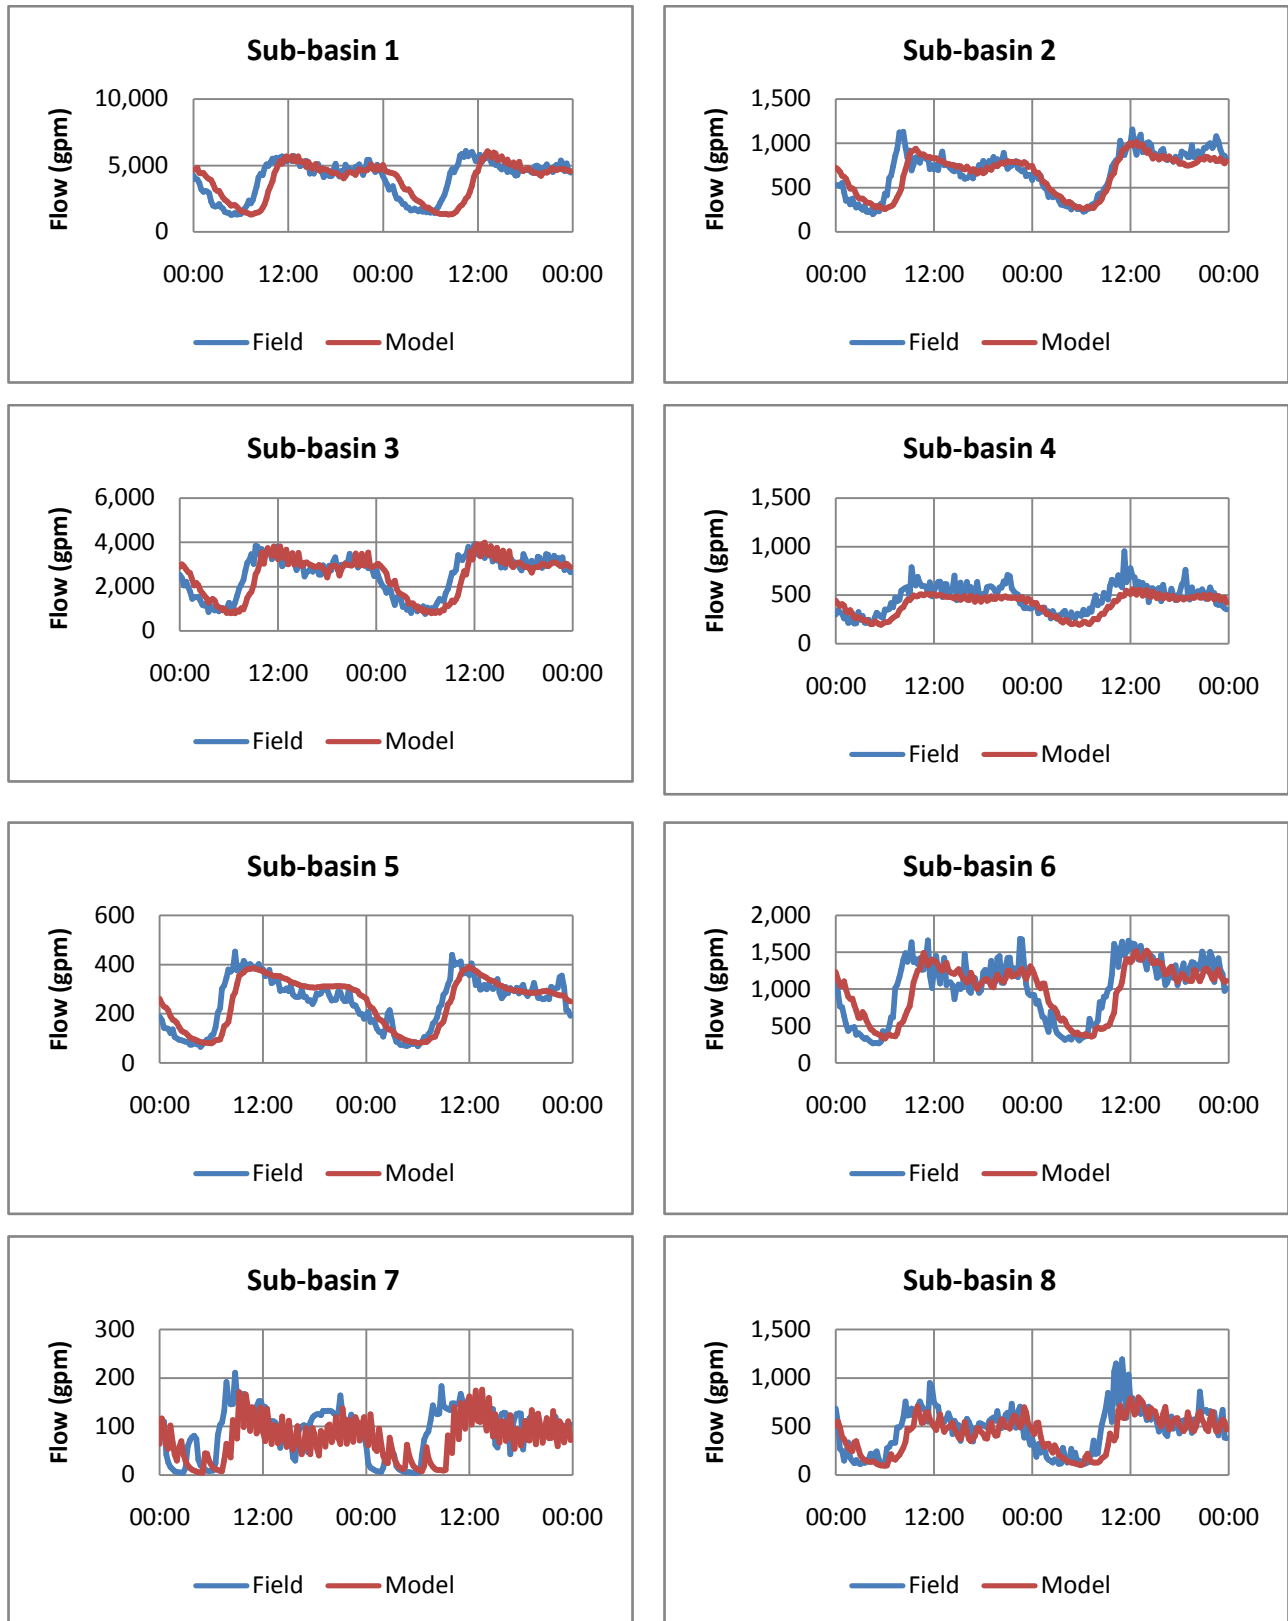 Sub-basin 1
Flow (gpm)
10,000
5,000
0
00:00 12:00 00:00 12:00 00:00
Field Model
Sub-basin 2
Flow (gpm)
1,500
1,000
500
0
00:00 12:00 00:00 12:00 00:00
Field Model
Sub-basin 3
Flow (gpm)
6,000
4,000
2,000
0
00:00 12:00 00:00 12:00 00:00
Field Model
Sub-basin 4
Flow (gpm)
1,500
1,000
500
0
00:00 12:00 00:00 12:00 00:00
Field Model
Sub-basin 5
Flow (gpm)
600
400
200
0
00:00 12:00 00:00 12:00 00:00
Field Model
Sub-basin 6
Flow (gpm)
2,000
1,500
1,000
500
0
00:00 12:00 00:00 12:00 00:00
Field Model
Sub-basin 7
Flow (gpm)
300
200
100
0
00:00 12:00 00:00 12:00 00:00
Field Model
Sub-basin 8
Flow (gpm)
1,500
1,000
500
0
00:00 12:00 00:00 12:00 00:00
Field Model